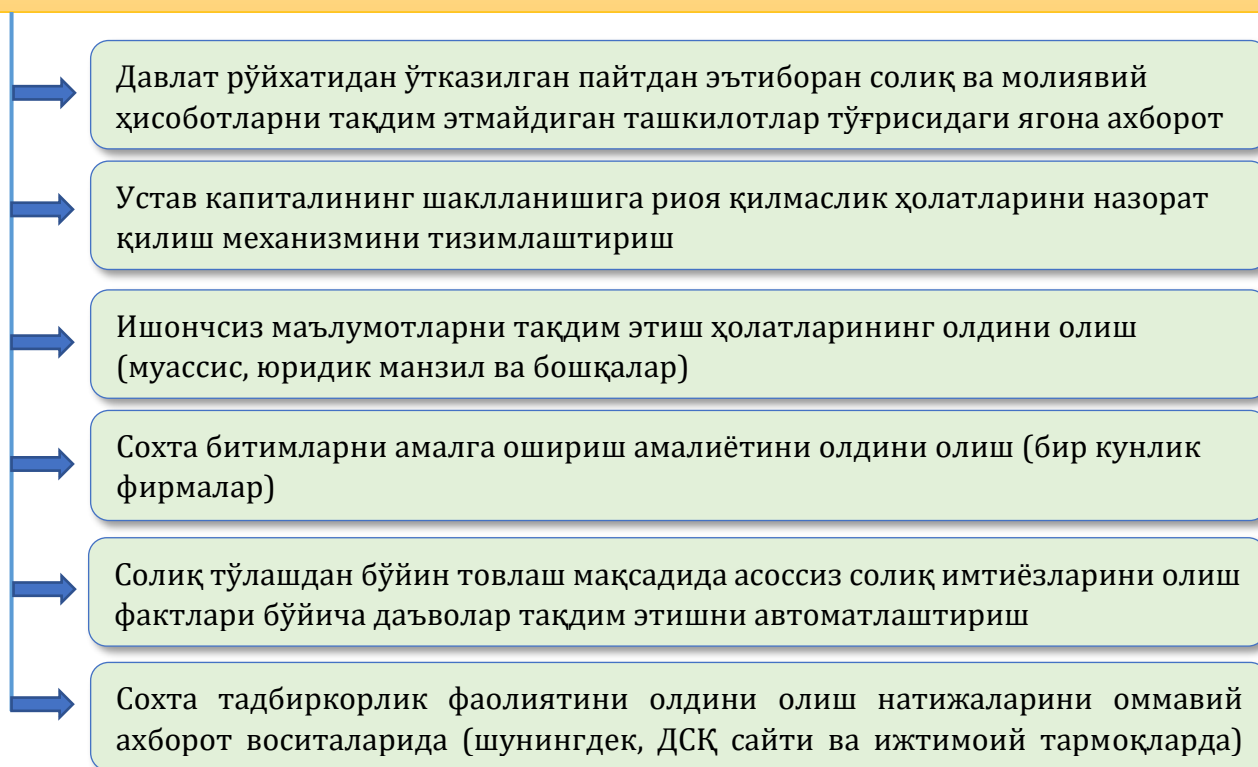 Давлат рўйхатидан ўтказилган пайтдан эътиборан солиқ ва молиявий
ҳисоботларни тақдим этмайдиган ташкилотлар тўғрисидаги ягона ахборот
Устав капиталининг шаклланишига риоя қилмаслик ҳолатларини назорат
қилиш механизмини тизимлаштириш
Ишончсиз маълумотларни тақдим этиш ҳолатларининг олдини олиш
(муассис, юридик манзил ва бошқалар)
Сохта битимларни амалга ошириш амалиётини олдини олиш (бир кунлик
фирмалар)
Солиқ тўлашдан бўйин товлаш мақсадида асоссиз солиқ имтиёзларини олиш
фактлари бўйича даъволар тақдим этишни автоматлаштириш
Сохта тадбиркорлик фаолиятини олдини олиш натижаларини оммавий
ахборот воситаларида (шунингдек, ДСҚ сайти ва ижтимоий тармоқларда)